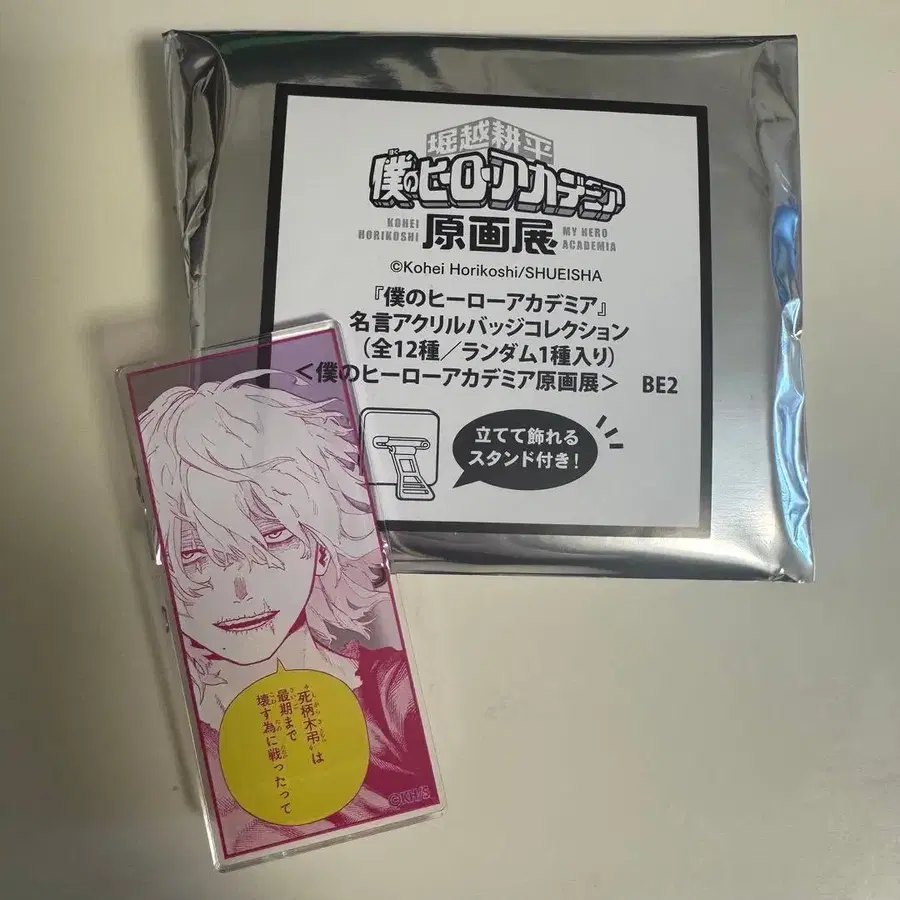 堀越耕平
僕のヒーローアカデミア
KOHEI
HORIKOSHI
原画展
MY HERO
ACADEMIA
©Kohei Horikoshi/SHUEISHA
『僕のヒーローアカデミア』
名言アクリルバッジコレクション
(全12種/ランダム1種入り)
<僕のヒーローアカデミア原画展> BE2
立てて飾れる
スタンド付き!
死柄木弔は
最期まで
壊す為に戦ったって
©KH/S